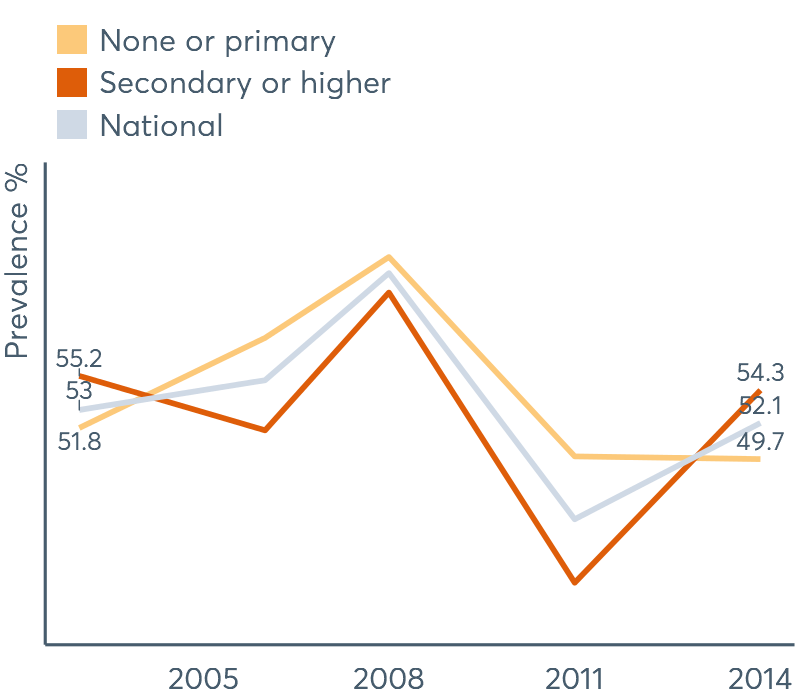 None or primary
Secondary or higher
National
Prevalence %
55.2
53
51.8
54.3
52.1
49.7
2005 2008 2011 2014